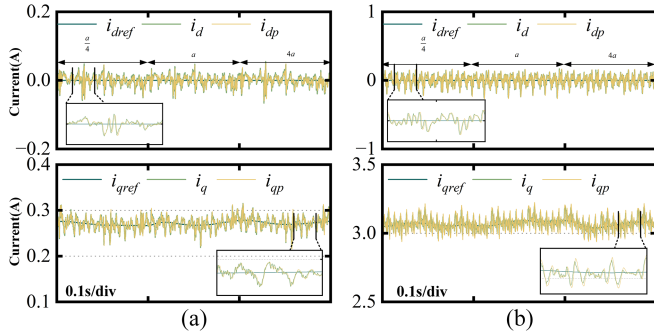 0.2 i_dref i_d i_dp
a/4 a 4a
Current(A)
0.0
−0.2
1 i_dref i_d i_dp
a/4 a 4a
Current(A)
0
−1
0.4 i_qref i_q i_qp
Current(A)
0.3
0.2
0.1
0.1s/div
3.5 i_qref i_q i_qp
Current(A)
3.0
2.5
0.1s/div
(a)
(b)